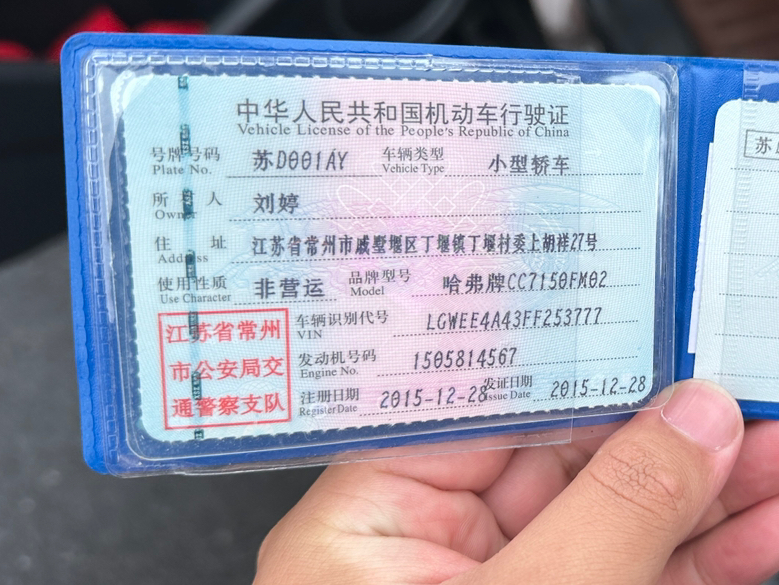 中华人民共和国机动车行驶证
Vehicle License of the People's Republic of China
号牌号码 苏D001AY 车辆类型 小型轿车
Plate No. Vehicle Type
所有人 刘婷
Owner
住址 江苏省常州市戚墅堰区丁堰镇丁堰村委上胡祥27号
Address
使用性质 非营运 品牌型号 哈弗牌CC7150FM02
Use Character Model
江苏省常州
市公安局交
通警察支队
车辆识别代号 LGWEE4A43FF253777
VIN
发动机号码 1505814567
Engine No.
注册日期 2015-12-28 发证日期 2015-12-28
Register Date Issue Date
苏